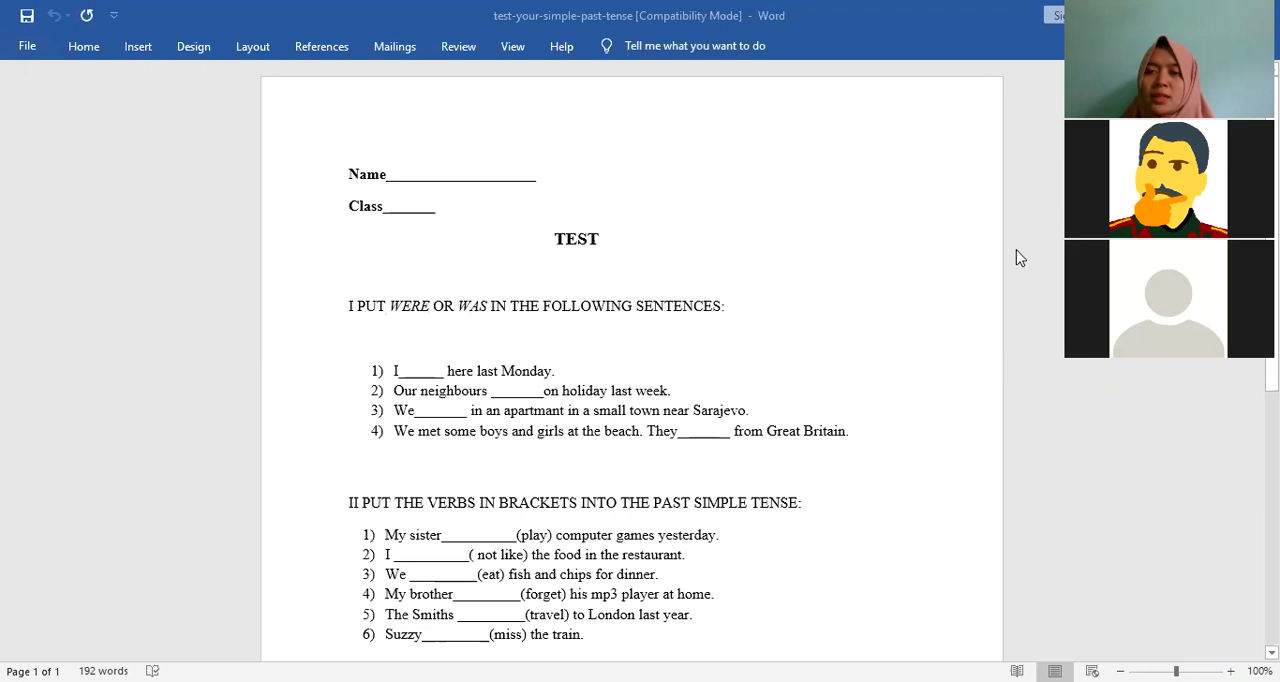 test-your-simple-past-tense [Compatibility Mode] - Word
File Home Insert Design Layout References Mailings Review View Help Tell me what you want to do
Name____________________
Class_______
TEST
I PUT WERE OR WAS IN THE FOLLOWING SENTENCES:
1) I______ here last Monday.
2) Our neighbours _______on holiday last week.
3) We_______ in an apartmant in a small town near Sarajevo.
4) We met some boys and girls at the beach. They_______ from Great Britain.
II PUT THE VERBS IN BRACKETS INTO THE PAST SIMPLE TENSE:
1) My sister__________(play) computer games yesterday.
2) I __________( not like) the food in the restaurant.
3) We _________(eat) fish and chips for dinner.
4) My brother_________(forget) his mp3 player at home.
5) The Smiths _________(travel) to London last year.
6) Suzzy_________(miss) the train.
Page 1 of 1 192 words 100%